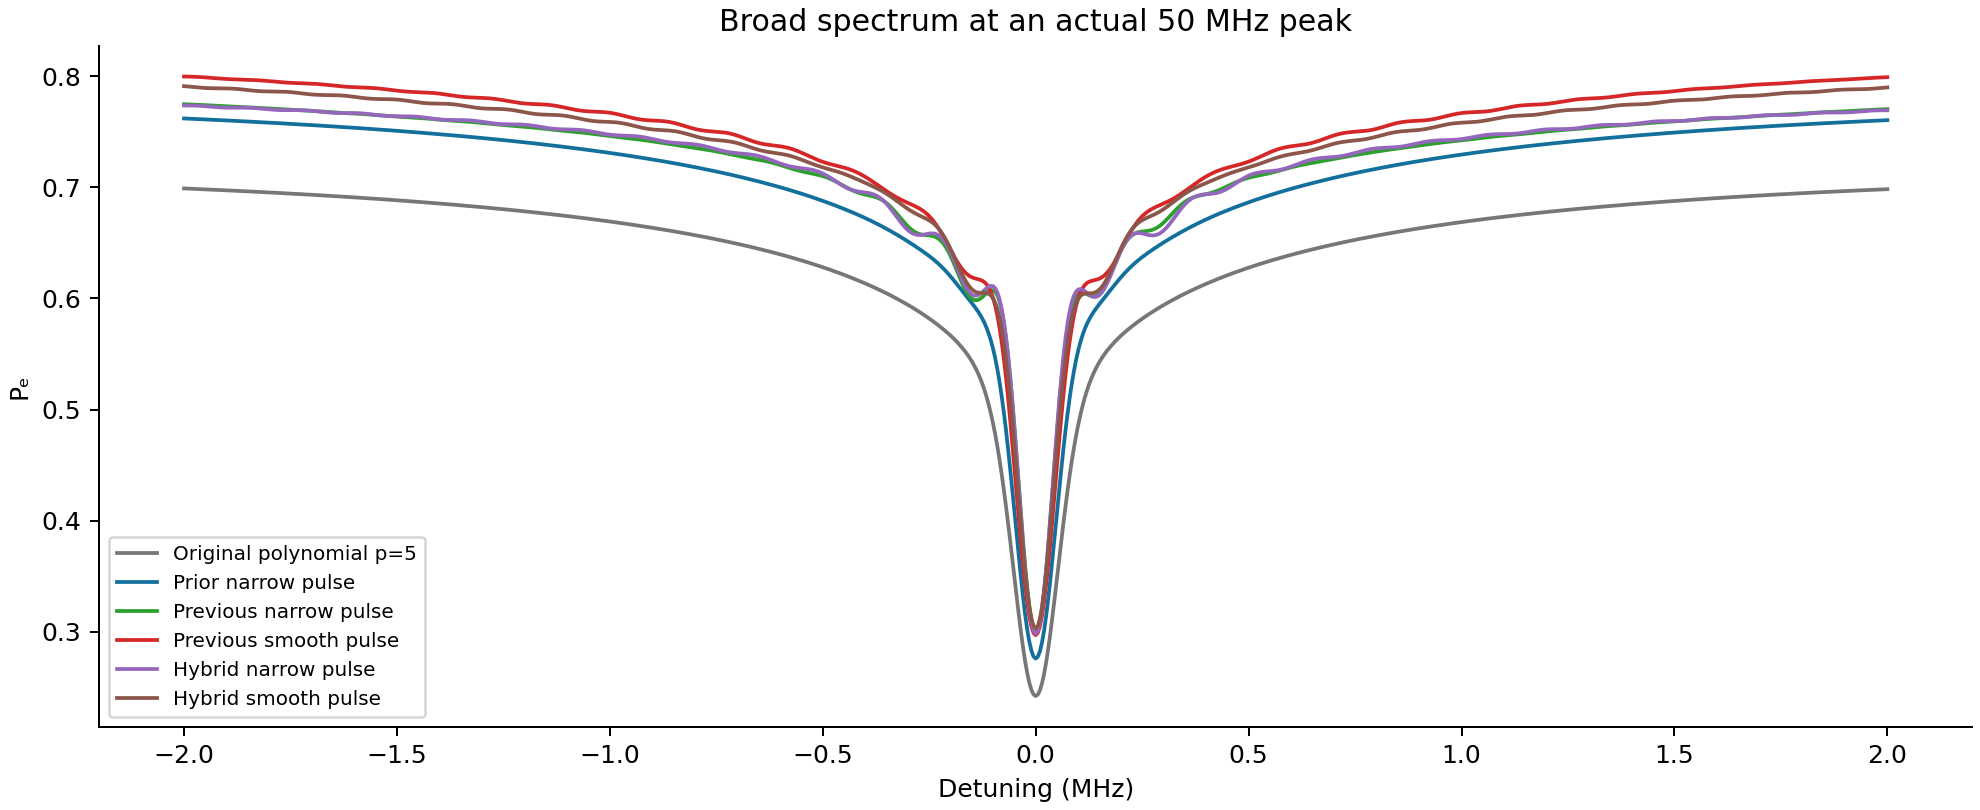 Broad spectrum at an actual 50 MHz peak
0.8
0.7
0.6
0.5
0.4
0.3
Pₑ
Original polynomial p=5
Prior narrow pulse
Previous narrow pulse
Previous smooth pulse
Hybrid narrow pulse
Hybrid smooth pulse
−2.0 −1.5 −1.0 −0.5 0.0 0.5 1.0 1.5 2.0
Detuning (MHz)